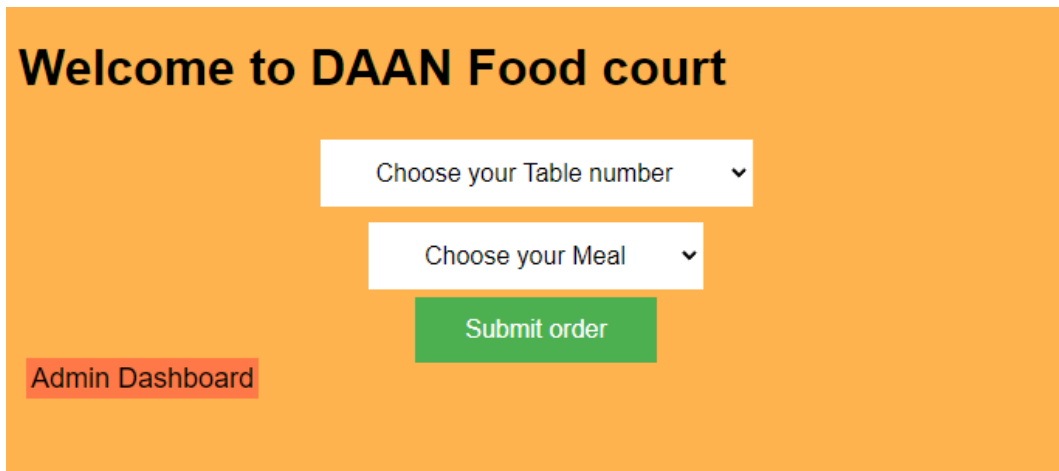 Welcome to DAAN Food court
Choose your Table number
Choose your Meal
Submit order
Admin Dashboard